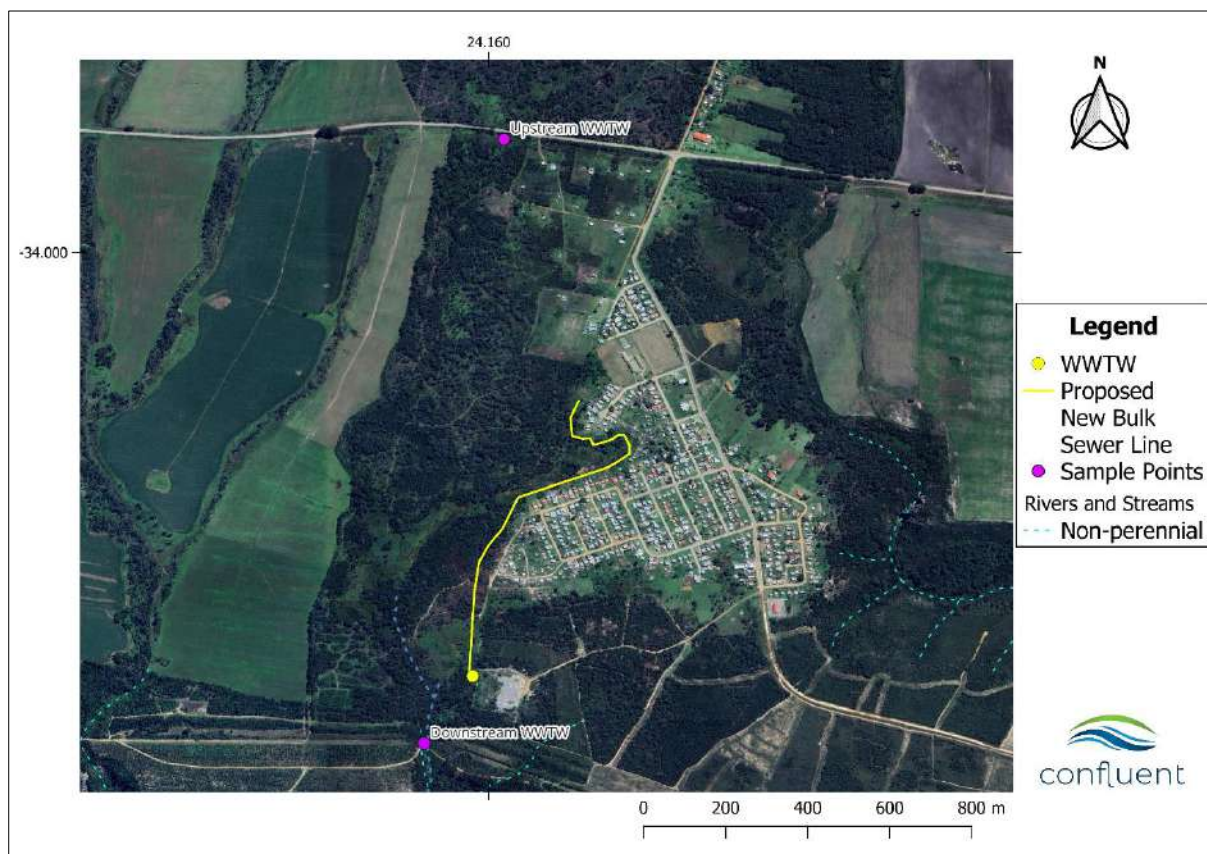 24.160
N
Upstream WWTW
-34.000
Legend
WWTW
Proposed
New Bulk
Sewer Line
Sample Points
Rivers and Streams
Non-perennial
Downstream WWTW
confluent
0 200 400 600 800 m